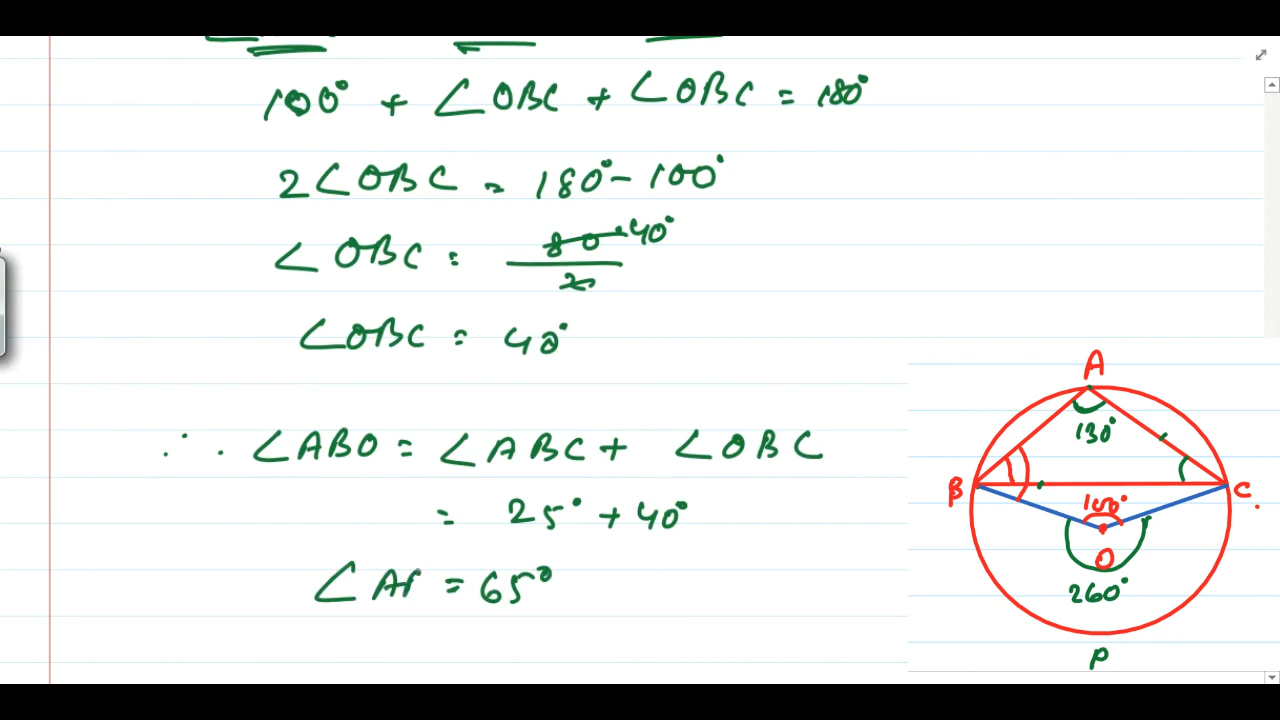 100° + ∠OBC + ∠OBC = 180°
2∠OBC = 180° - 100°
∠OBC = 80 40°
2
∠OBC = 40°
∴ ∠ABO = ∠ABC + ∠OBC
= 25° + 40°
∠A = 65°
A
130°
B
C
100°
O
260°
P